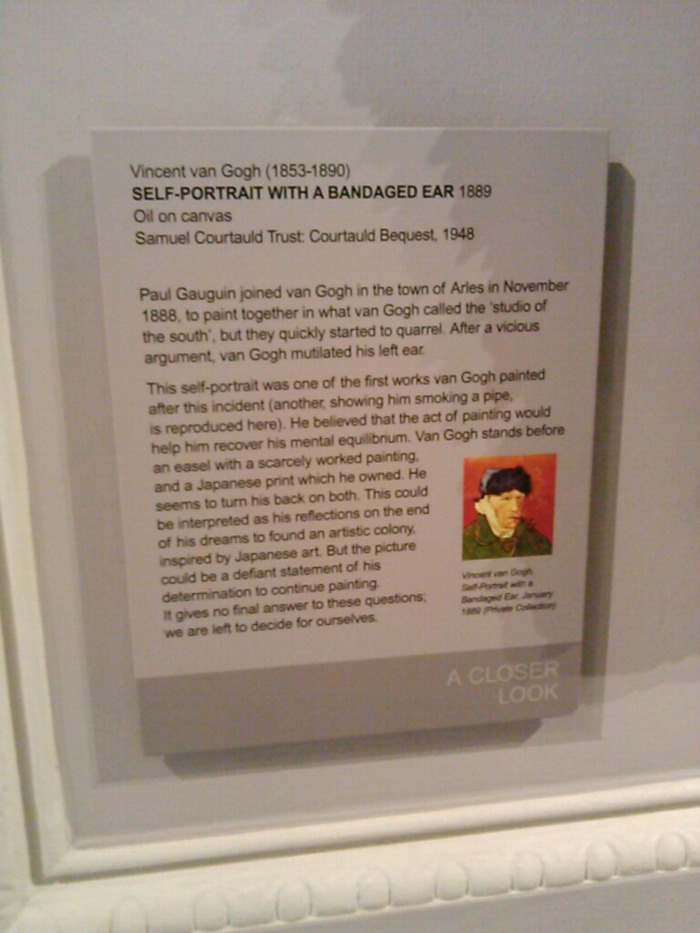 Vincent van Gogh (1853-1890)
SELF-PORTRAIT WITH A BANDAGED EAR 1889
Oil on canvas
Samuel Courtauld Trust: Courtauld Bequest, 1948
Paul Gauguin joined van Gogh in the town of Arles in November
1888, to paint together in what van Gogh called the 'studio of
the south', but they quickly started to quarrel. After a vicious
argument, van Gogh mutilated his left ear.
This self-portrait was one of the first works van Gogh painted
after this incident (another, showing him smoking a pipe,
is reproduced here). He believed that the act of painting would
help him recover his mental equilibrium. Van Gogh stands before
an easel with a scarcely worked painting,
and a Japanese print which he owned. He
seems to turn his back on both. This could
be interpreted as his reflections on the end
of his dreams to found an artistic colony,
inspired by Japanese art. But the picture
could be a defiant statement of his
determination to continue painting.
It gives no final answer to these questions;
we are left to decide for ourselves.
Vincent van Gogh,
Self-Portrait with a
Bandaged Ear, January
1889 (Private Collection)
A CLOSER
LOOK